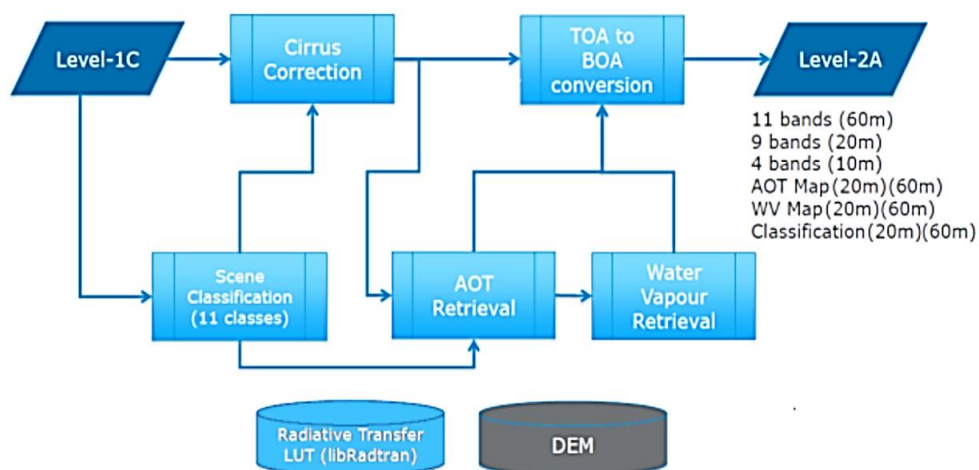 Level-1C
Cirrus
Correction
TOA to
BOA
conversion
Level-2A
11 bands (60m)
9 bands (20m)
4 bands (10m)
AOT Map(20m)(60m)
WV Map(20m)(60m)
Classification(20m)(60m)
Scene
Classification
(11 classes)
AOT
Retrieval
Water
Vapour
Retrieval
Radiative Transfer
LUT (libRadtran)
DEM